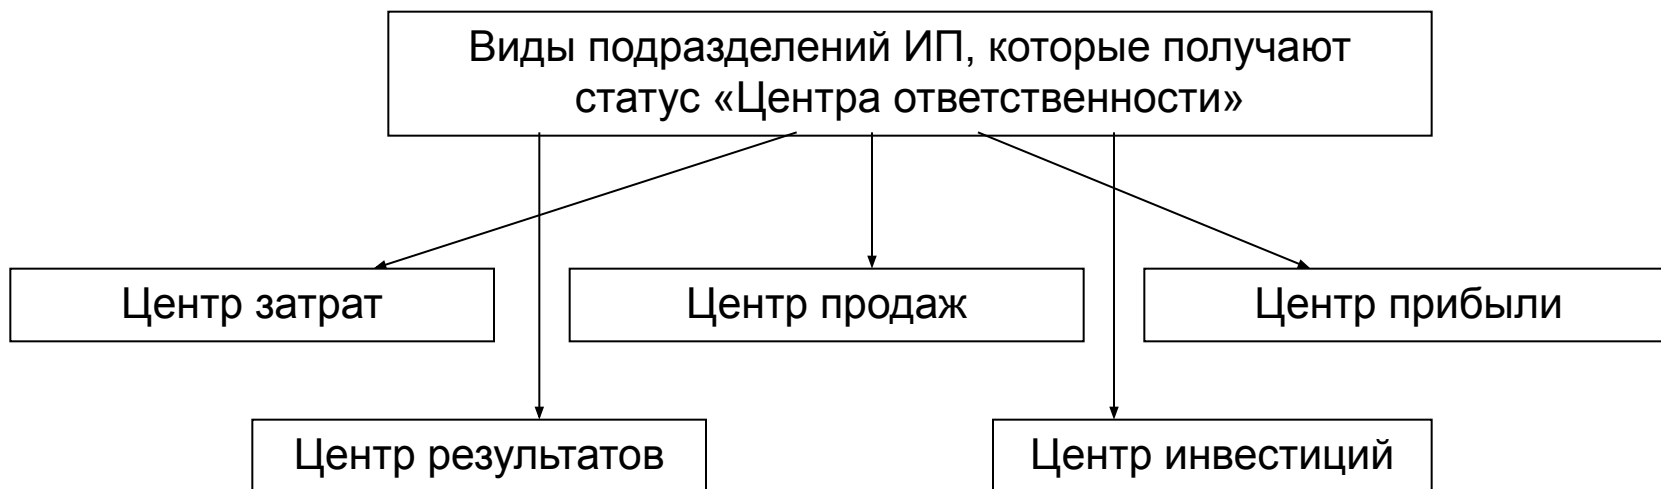 Виды подразделений ИП, которые получают
статус «Центра ответственности»
Центр затрат
Центр продаж
Центр прибыли
Центр результатов
Центр инвестиций